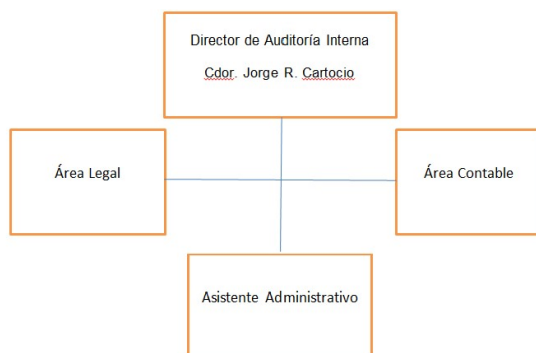 Director de Auditoría Interna
Cdor. Jorge R. Cartocio
Área Legal
Área Contable
Asistente Administrativo